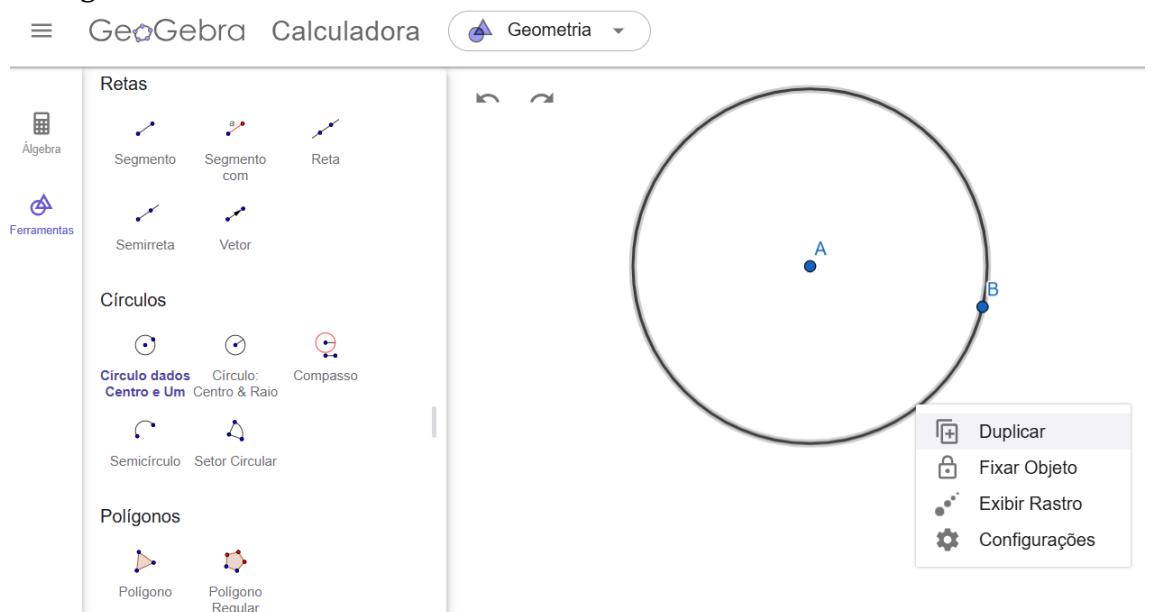 GeoGebra Calculadora Geometria
Álgebra
Ferramentas
Retas
Segmento
Segmento com
Reta
Semirreta
Vetor
Círculos
Círculo dados Centro e Um
Círculo: Centro & Raio
Compasso
Semicírculo
Setor Circular
Polígonos
Polígono
Polígono Regular
A
B
Duplicar
Fixar Objeto
Exibir Rastro
Configurações